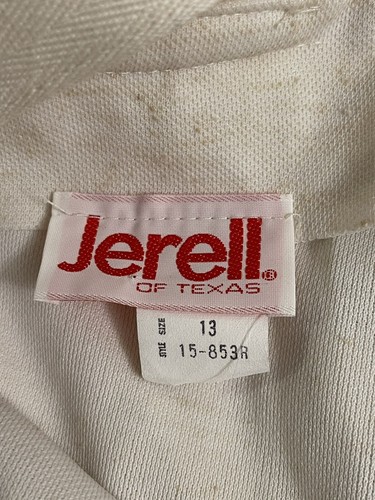 Jerell®
OF TEXAS
SIZE 13
STYLE 15-853R